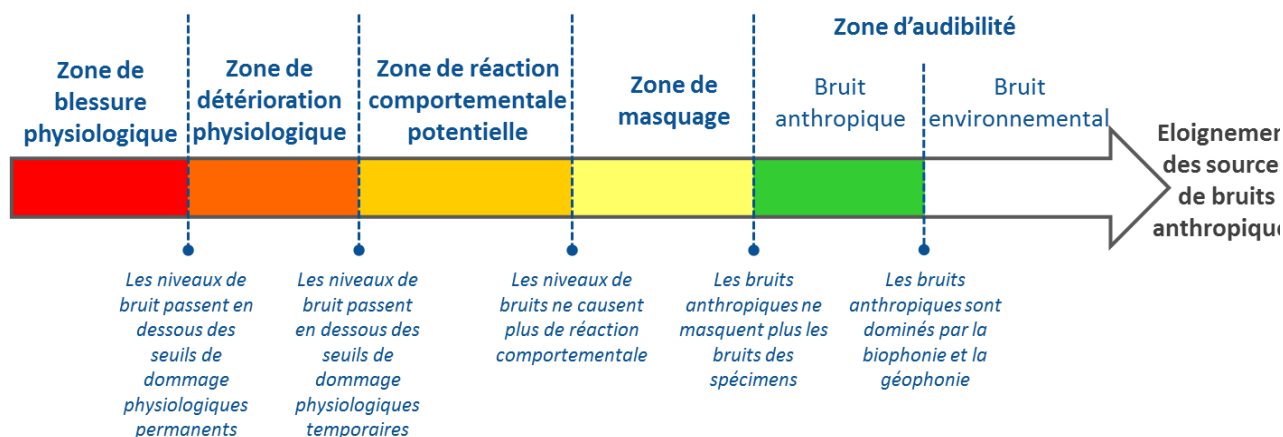 Zone de
blessure
physiologique
Zone de
détérioration
physiologique
Zone de réaction
comportementale
potentielle
Zone de
masquage
Zone d’audibilité
Bruit
anthropique
Bruit
environnemental
Eloignemen
des source
de bruits
anthropique
Les niveaux de
bruit passent en
dessous des
seuils de
dommage
physiologiques
permanents
Les niveaux de
bruit passent
en dessous des
seuils de
dommage
physiologiques
temporaires
Les niveaux de
bruits ne causent
plus de réaction
comportementale
Les bruits
anthropiques ne
masquent plus les
bruits des
spécimens
Les bruits
anthropiques sont
dominés par la
biophonie et la
géophonie